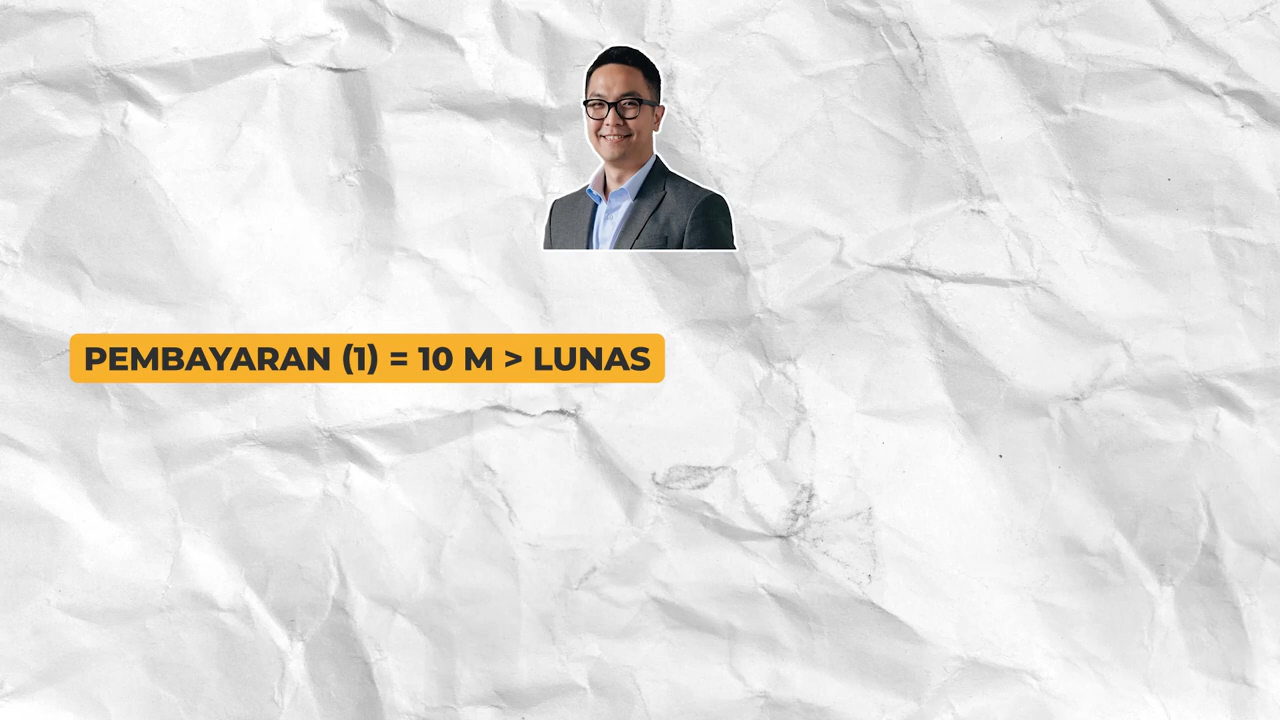 PEMBAYARAN (1) = 10 M > LUNAS